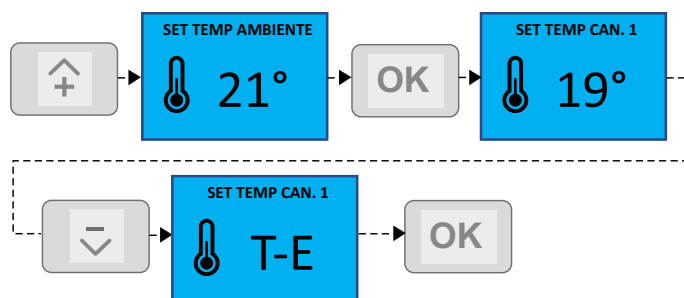 SET TEMP AMBIENTE
+
21°
OK
SET TEMP CAN. 1
19°
-
SET TEMP CAN. 1
T-E
OK